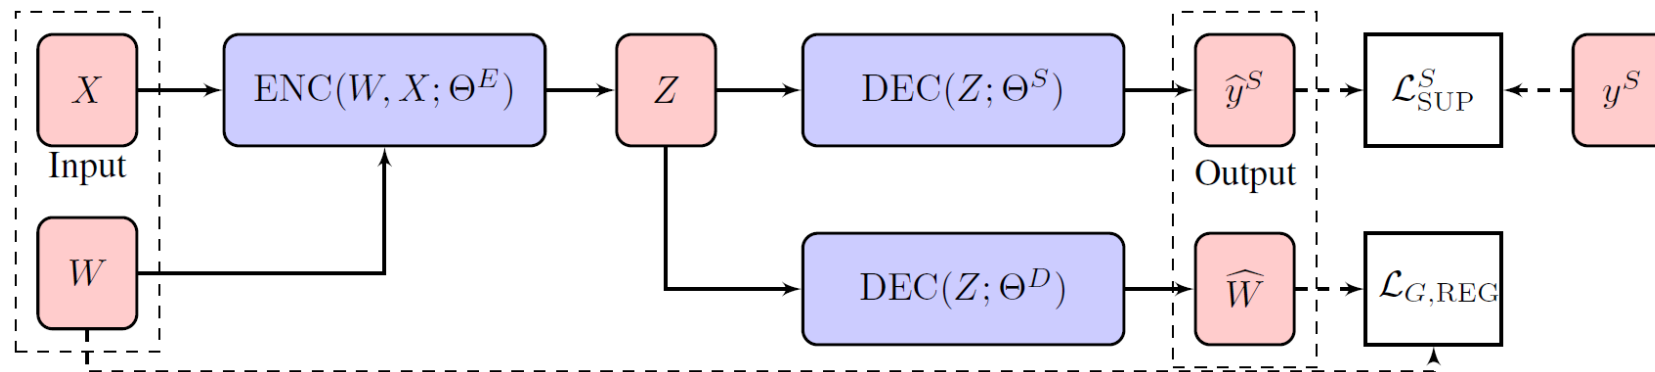 X
ENC(W, X; Θ^E)
Z
DEC(Z; Θ^S)
ŷ^S
ℒ^S_SUP
y^S
Input
Output
W
DEC(Z; Θ^D)
Ŵ
ℒ_G,REG